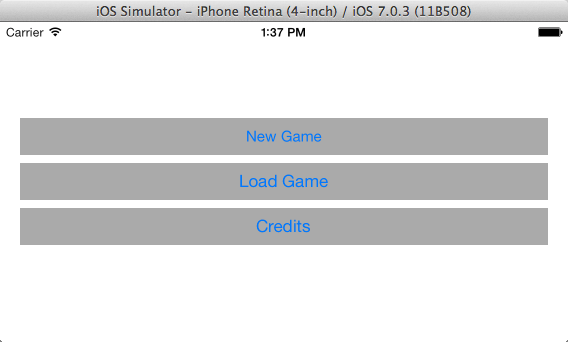 iOS Simulator - iPhone Retina (4-inch) / iOS 7.0.3 (11B508)
Carrier 1:37 PM
New Game
Load Game
Credits